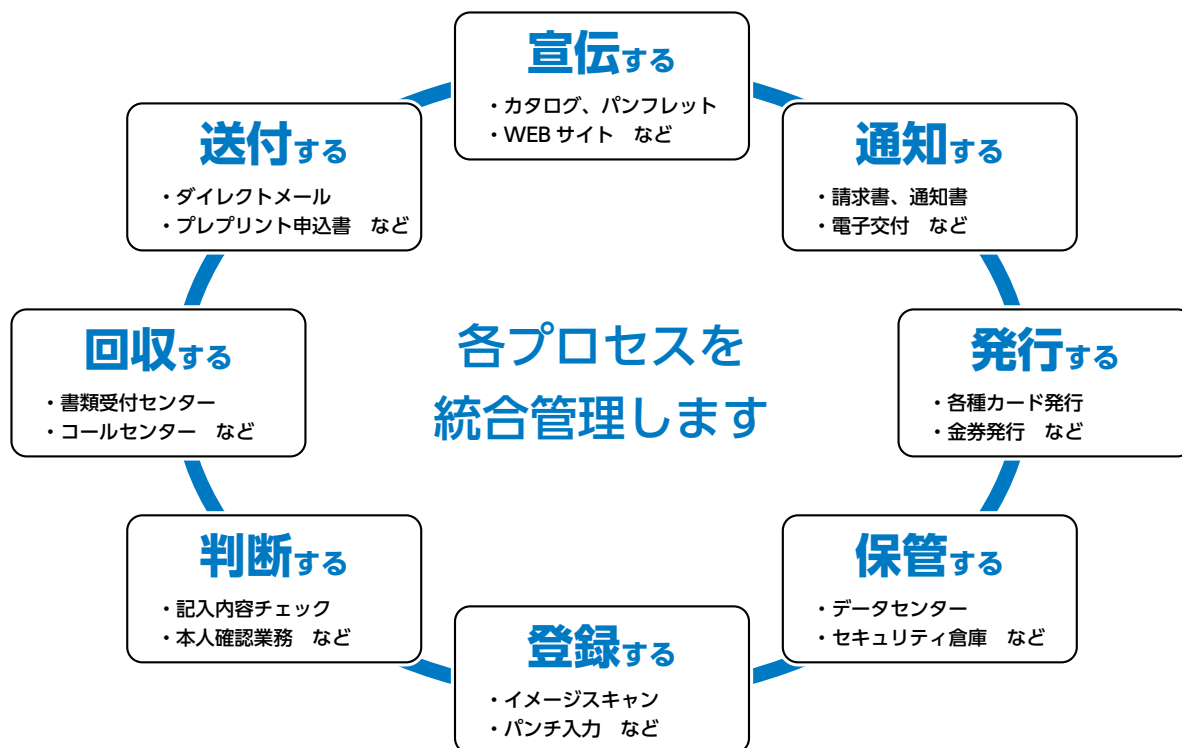 宣伝する
・カタログ、パンフレット
・WEB サイト　など
送付する
・ダイレクトメール
・プレプリント申込書　など
通知する
・請求書、通知書
・電子交付　など
回収する
・書類受付センター
・コールセンター　など
各プロセスを
統合管理します
発行する
・各種カード発行
・金券発行　など
判断する
・記入内容チェック
・本人確認業務　など
保管する
・データセンター
・セキュリティ倉庫　など
登録する
・イメージスキャン
・パンチ入力　など